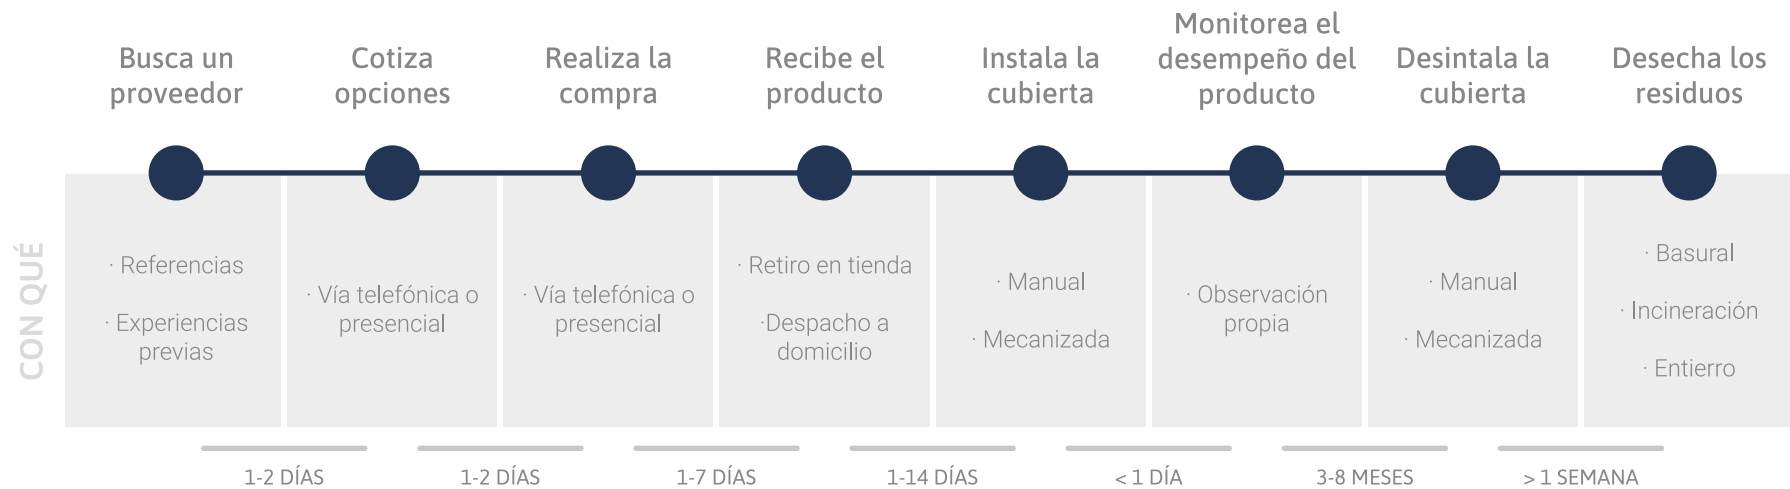 Busca un
proveedor
Cotiza
opciones
Realiza la
compra
Recibe el
producto
Instala la
cubierta
Monitorea el
desempeño del
producto
Desintala la
cubierta
Desecha los
residuos
CON QUÉ
· Referencias
· Experiencias
previas
· Vía telefónica o
presencial
· Vía telefónica o
presencial
· Retiro en tienda
·Despacho a
domicilio
· Manual
· Mecanizada
· Observación
propia
· Manual
· Mecanizada
· Basural
· Incineración
· Entierro
1-2 DÍAS
1-2 DÍAS
1-7 DÍAS
1-14 DÍAS
< 1 DÍA
3-8 MESES
> 1 SEMANA